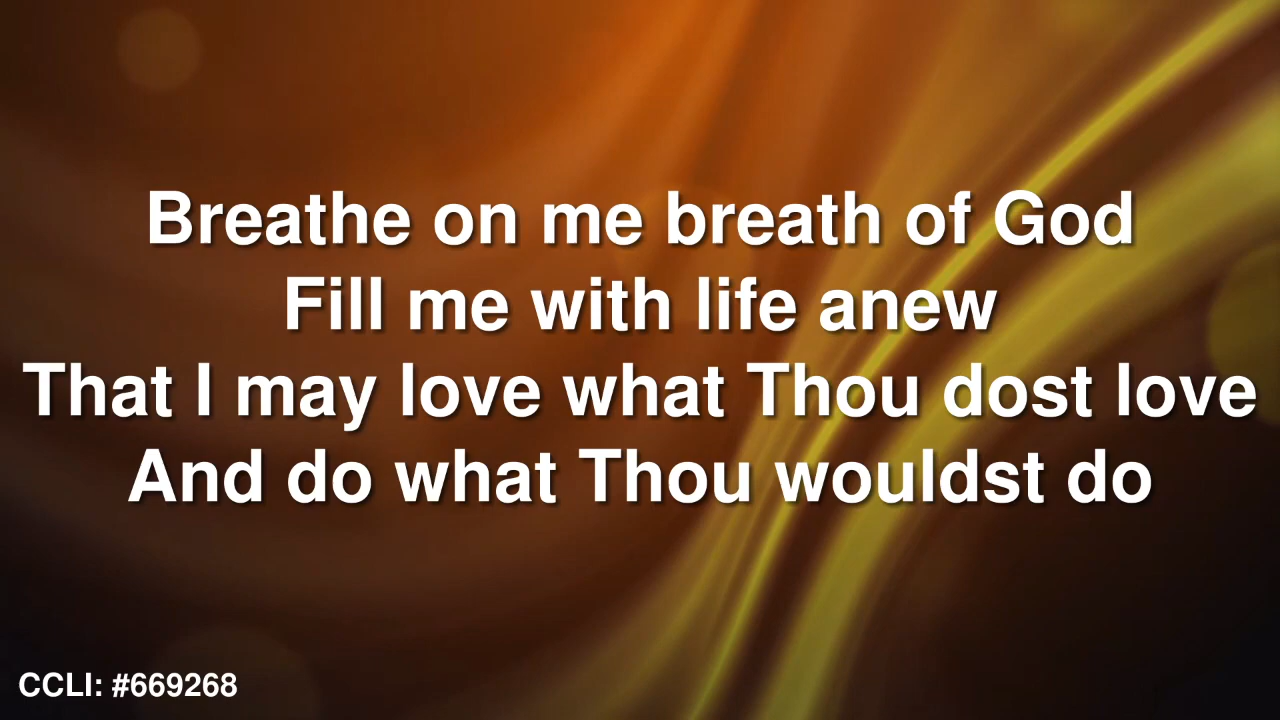 Breathe on me breath of God
Fill me with life anew
That I may love what Thou dost love
And do what Thou wouldst do
CCLI: #669268